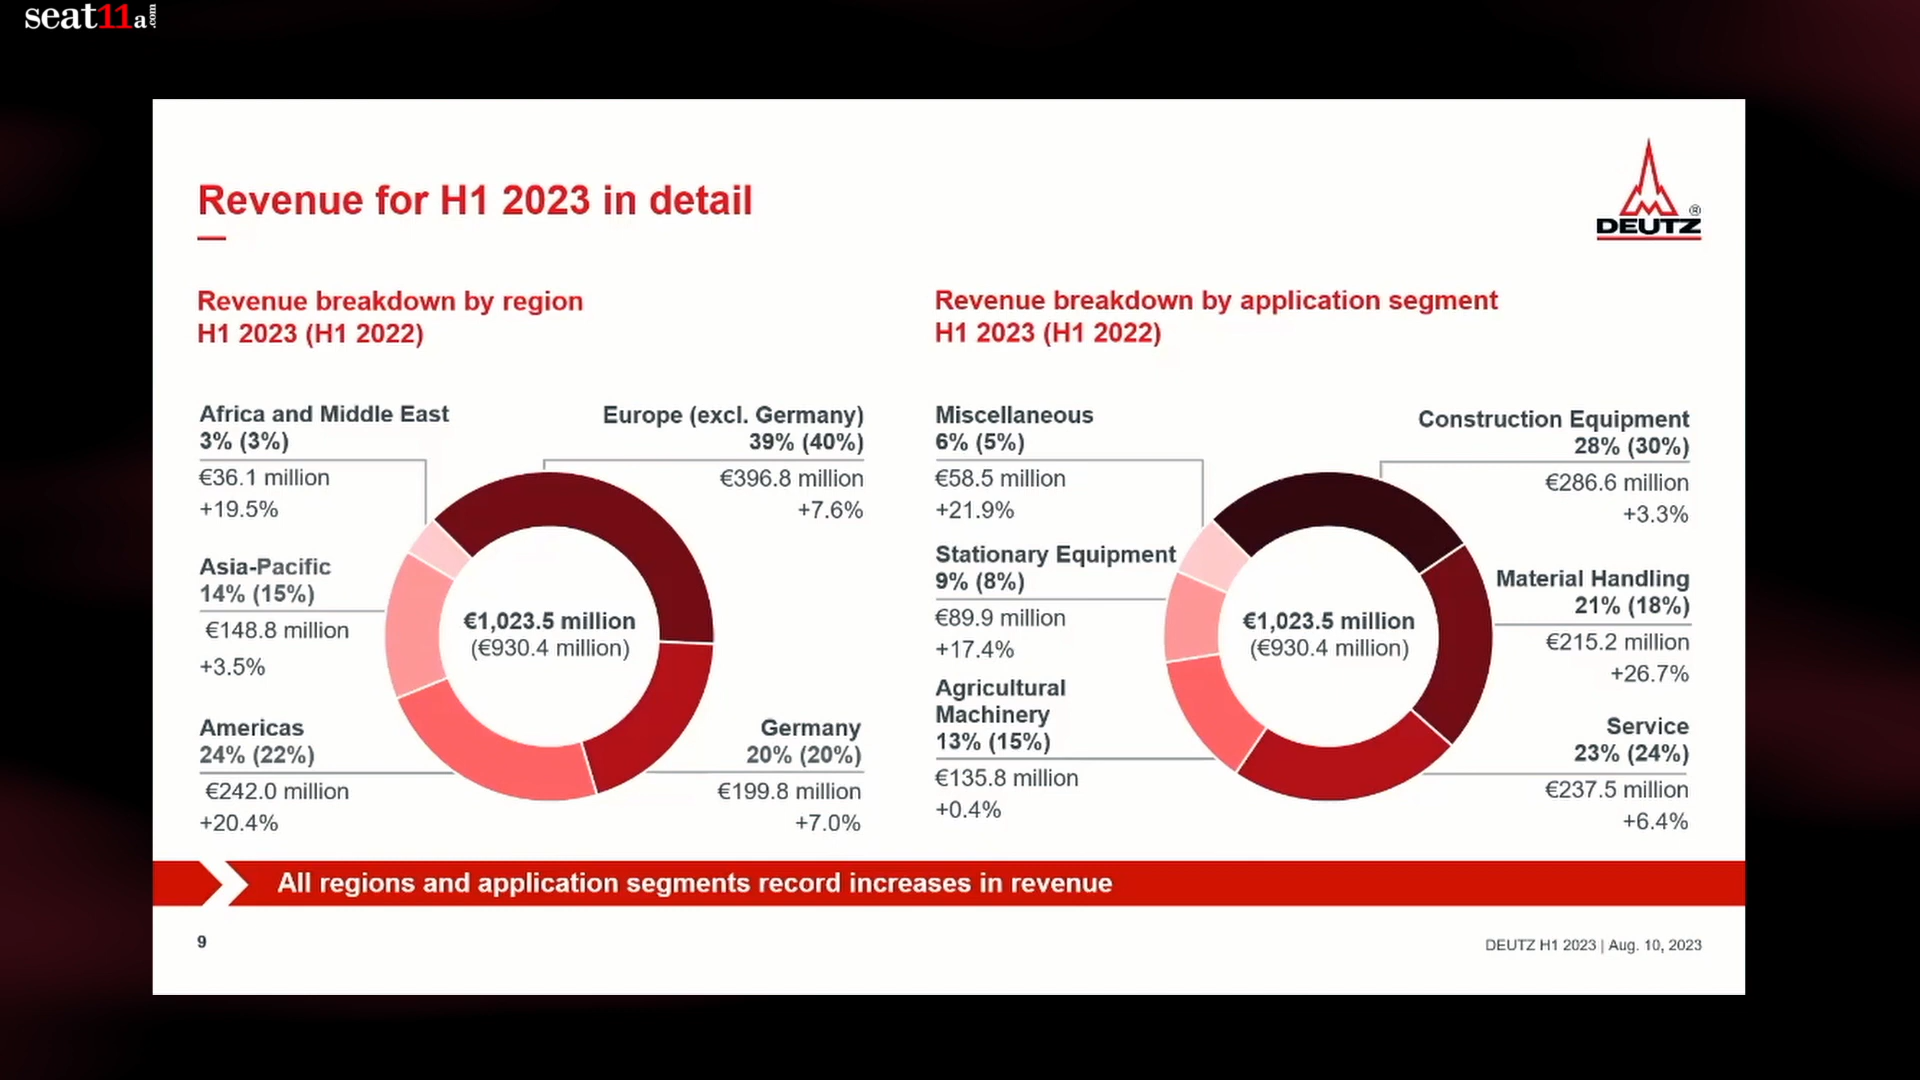 seat11a.com
Revenue for H1 2023 in detail
DEUTZ
®
Revenue breakdown by region
H1 2023 (H1 2022)
Africa and Middle East
3% (3%)
€36.1 million
+19.5%
Europe (excl. Germany)
39% (40%)
€396.8 million
+7.6%
Asia-Pacific
14% (15%)
€148.8 million
+3.5%
€1,023.5 million
(€930.4 million)
Americas
24% (22%)
€242.0 million
+20.4%
Germany
20% (20%)
€199.8 million
+7.0%
Revenue breakdown by application segment
H1 2023 (H1 2022)
Miscellaneous
6% (5%)
€58.5 million
+21.9%
Construction Equipment
28% (30%)
€286.6 million
+3.3%
Stationary Equipment
9% (8%)
€89.9 million
+17.4%
€1,023.5 million
(€930.4 million)
Material Handling
21% (18%)
€215.2 million
+26.7%
Agricultural
Machinery
13% (15%)
€135.8 million
+0.4%
Service
23% (24%)
€237.5 million
+6.4%
All regions and application segments record increases in revenue
9
DEUTZ H1 2023 | Aug. 10, 2023